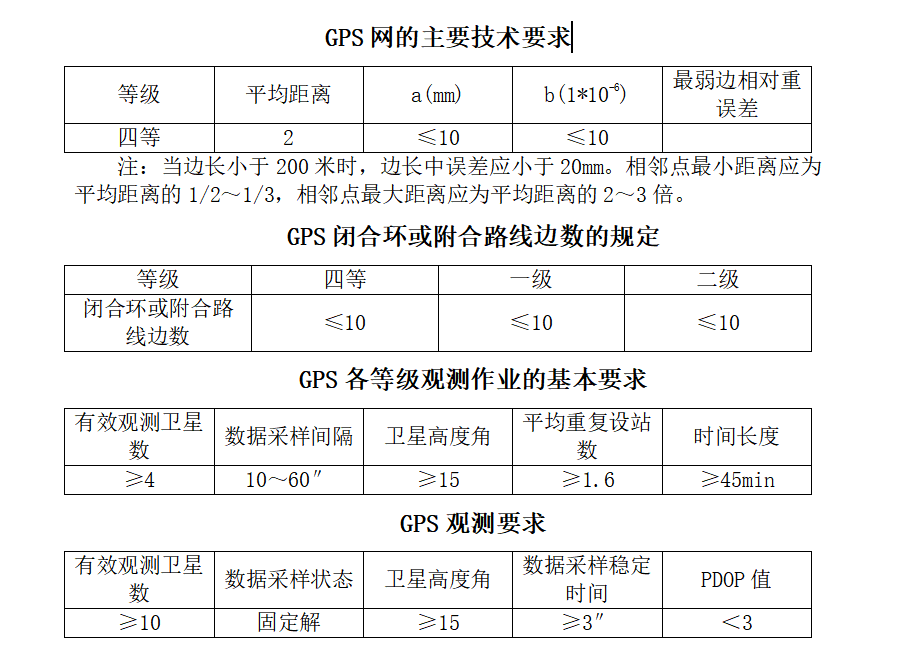 GPS 网的主要技术要求
等级 平均距离 a(mm) b(1*10⁻⁶) 最弱边相对重
误差
四等 2 ≤10 ≤10
注：当边长小于 200 米时，边长中误差应小于 20mm。相邻点最小距离应为
平均距离的 1/2～1/3，相邻点最大距离应为平均距离的 2～3 倍。
GPS 闭合环或附合路线边数的规定
等级 四等 一级 二级
闭合环或附合路
线边数 ≤10 ≤10 ≤10
GPS 各等级观测作业的基本要求
有效观测卫星
数 数据采样间隔 卫星高度角 平均重复设站
数 时间长度
≥4 10～60″ ≥15 ≥1.6 ≥45min
GPS 观测要求
有效观测卫星
数 数据采样状态 卫星高度角 数据采样稳定
时间 PDOP 值
≥10 固定解 ≥15 ≥3″ ＜3